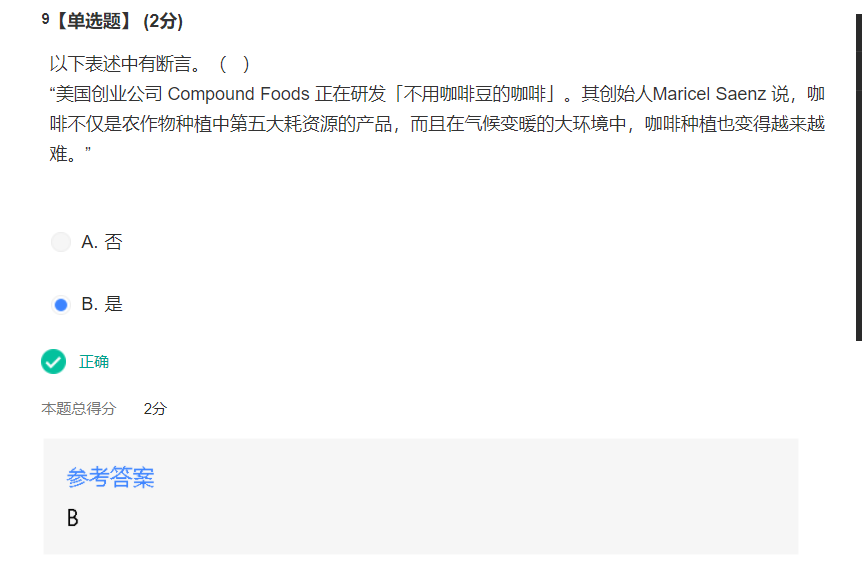 9【单选题】 (2分)
以下表述中有断言。（　）
“美国创业公司 Compound Foods 正在研发「不用咖啡豆的咖啡」。其创始人Maricel Saenz 说，咖
啡不仅是农作物种植中第五大耗资源的产品，而且在气候变暖的大环境中，咖啡种植也变得越来越
难。”
A. 否
B. 是
正确
本题总得分 2分
参考答案
B